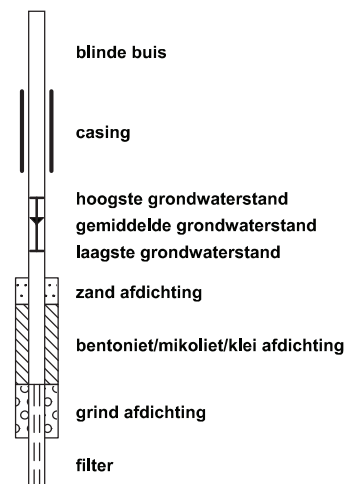 blinde buis
casing
hoogste grondwaterstand
gemiddelde grondwaterstand
laagste grondwaterstand
zand afdichting
bentoniet/mikoliet/klei afdichting
grind afdichting
filter